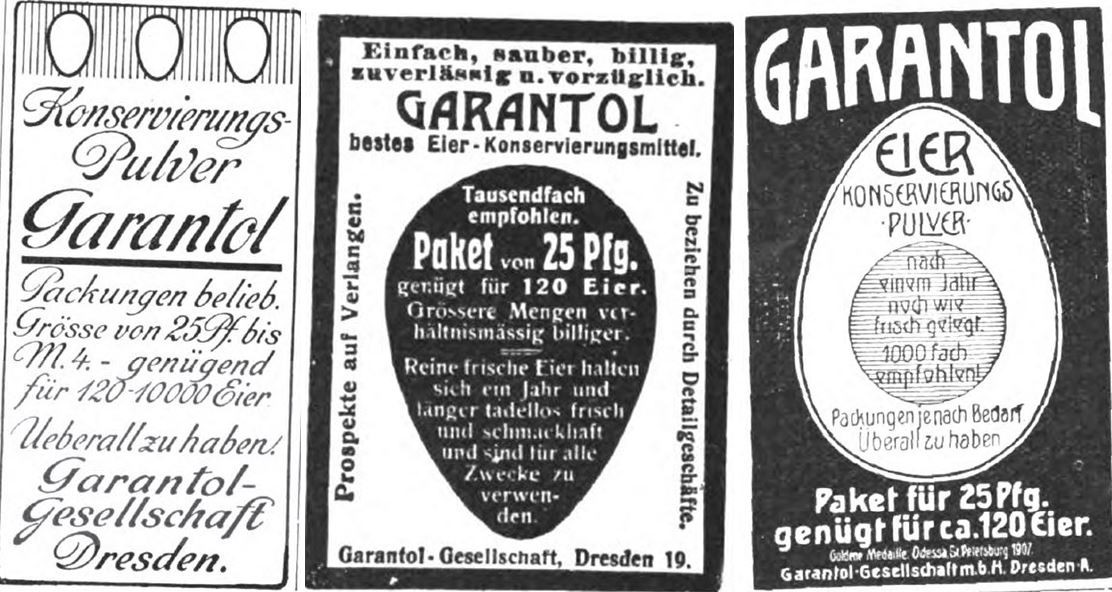 Konservierungs-
Pulver
Garantol
Packungen belieb.
Grösse von 25 Pf. bis
M. 4.- genügend
für 120-10000 Eier
Ueberall zu haben!
Garantol-
Gesellschaft
Dresden.
Einfach, sauber, billig,
zuverlässig u. vorzüglich.
GARANTOL
bestes Eier-Konservierungsmittel.
Prospekte auf Verlangen.
Tausendfach
empfohlen.
Paket von 25 Pfg.
genügt für 120 Eier.
Grössere Mengen ver-
hältnismässig billiger.
Reine frische Eier halten
sich ein Jahr und
länger tadellos frisch
und schmackhaft
und sind für alle
Zwecke zu
verwen-
den.
Zu beziehen durch Detailgeschäfte.
Garantol-Gesellschaft, Dresden 19.
GARANTOL
EIER
KONSERVIERUNGS
·PULVER·
nach
einem Jahr
noch wie
frisch gelegt.
1000 fach
empfohlen!
Packungen je nach Bedarf
Überall zu haben
Paket für 25 Pfg.
genügt für ca. 120 Eier.
Goldene Medaille. Odessa, St. Petersburg 1907.
Garantol-Gesellschaft m.b.H. Dresden-A.